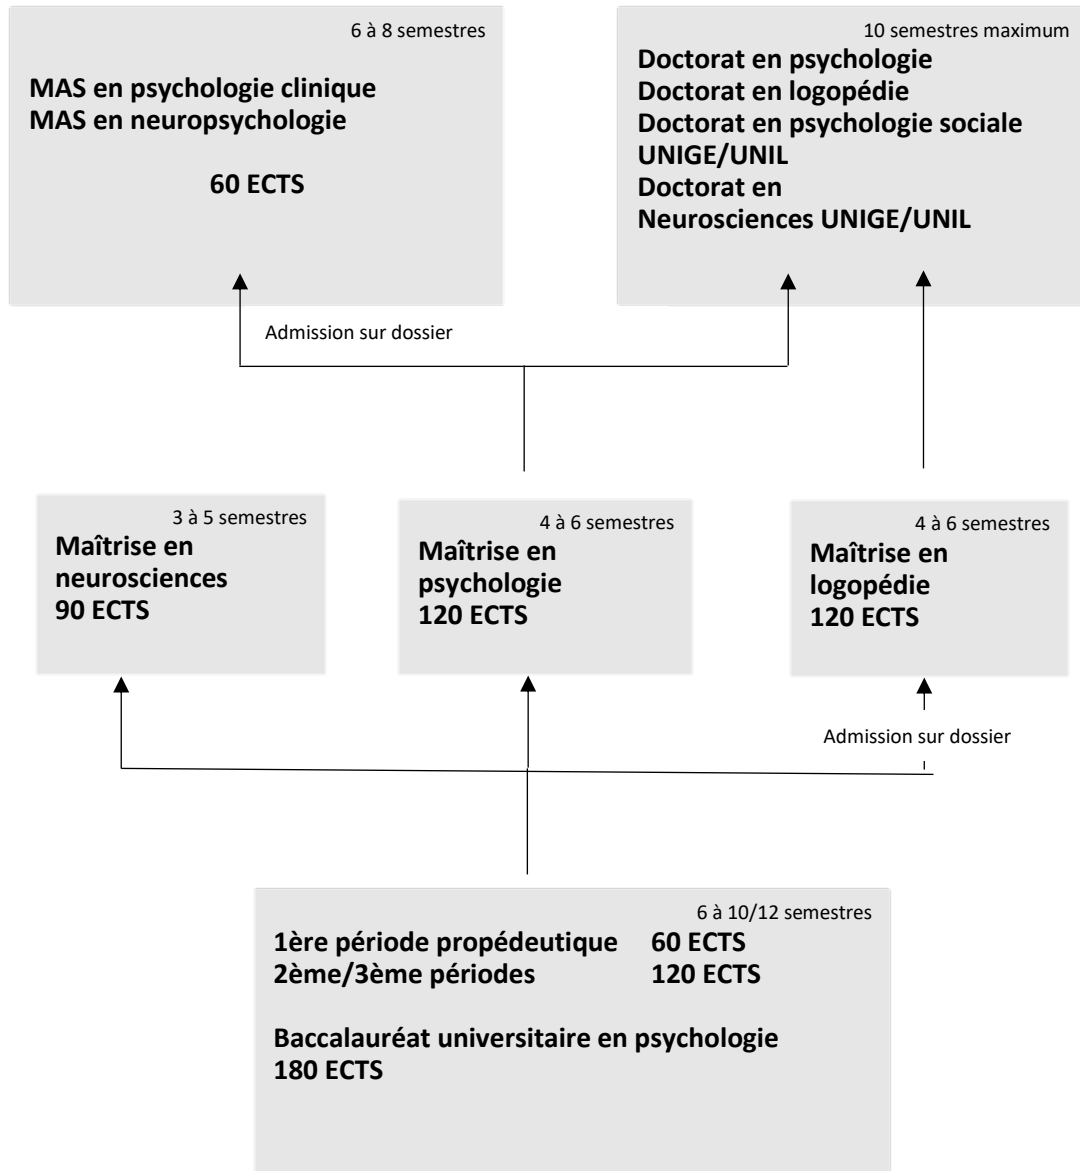 6 à 8 semestres
MAS en psychologie clinique
MAS en neuropsychologie
60 ECTS
10 semestres maximum
Doctorat en psychologie
Doctorat en logopédie
Doctorat en psychologie sociale
UNIGE/UNIL
Doctorat en
Neurosciences UNIGE/UNIL
Admission sur dossier
3 à 5 semestres
Maîtrise en
neurosciences
90 ECTS
4 à 6 semestres
Maîtrise en
psychologie
120 ECTS
4 à 6 semestres
Maîtrise en
logopédie
120 ECTS
Admission sur dossier
6 à 10/12 semestres
1ère période propédeutique 60 ECTS
2ème/3ème périodes 120 ECTS
Baccalauréat universitaire en psychologie
180 ECTS